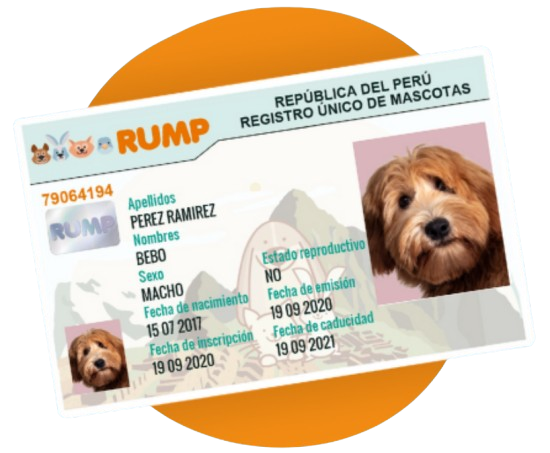 REPÚBLICA DEL PERÚ
REGISTRO ÚNICO DE MASCOTAS
RUMP
79064194
RUMP
Apellidos
PEREZ RAMIREZ
Nombres
BEBO
Sexo
MACHO
Fecha de nacimiento
15 07 2017
Fecha de inscripción
19 09 2020
Estado reproductivo
NO
Fecha de emisión
19 09 2020
Fecha de caducidad
19 09 2021